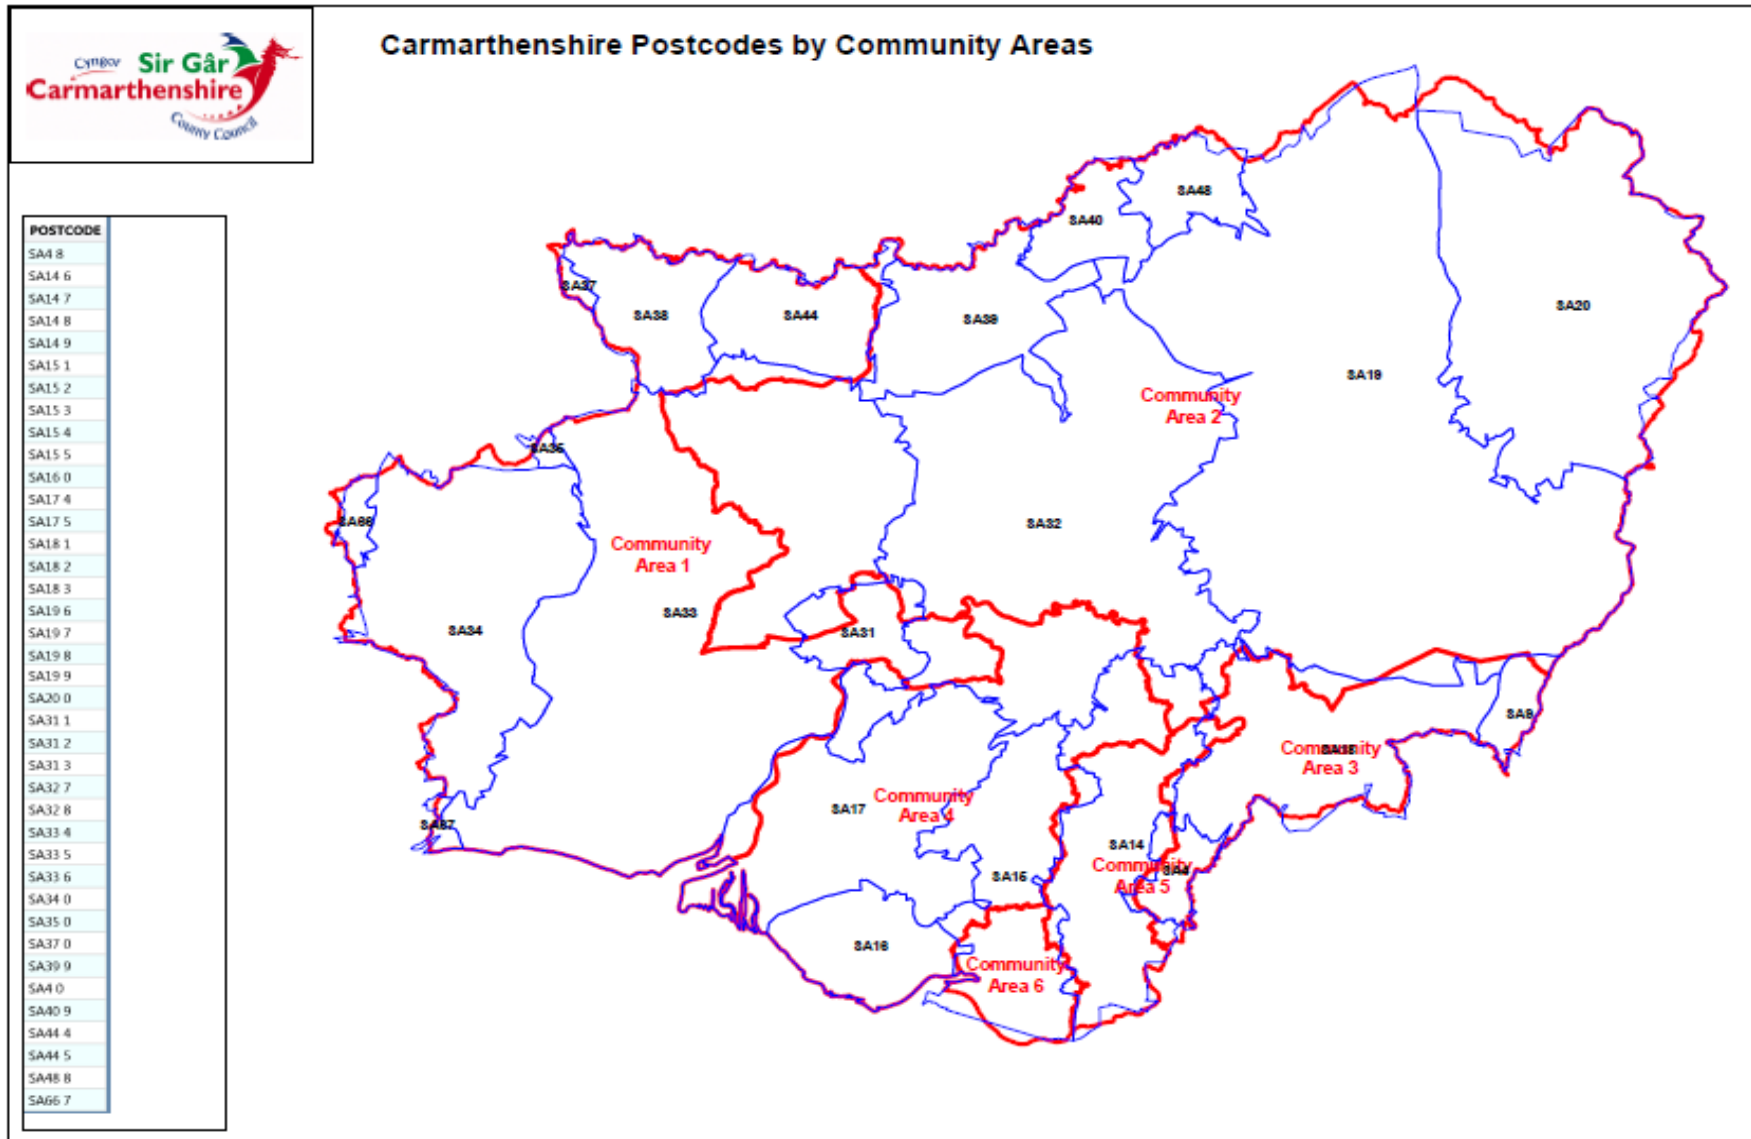 Cyngor Sir Gâr
Carmarthenshire
County Council
Carmarthenshire Postcodes by Community Areas
POSTCODE
SA4 8
SA14 6
SA14 7
SA14 8
SA14 9
SA15 1
SA15 2
SA15 3
SA15 4
SA15 5
SA16 0
SA17 4
SA17 5
SA18 1
SA18 2
SA18 3
SA19 6
SA19 7
SA19 8
SA19 9
SA20 0
SA31 1
SA31 2
SA31 3
SA32 7
SA32 8
SA33 4
SA33 5
SA33 6
SA34 0
SA35 0
SA37 0
SA39 9
SA4 0
SA40 9
SA44 4
SA44 5
SA48 8
SA66 7
SA48
SA40
SA37
SA38
SA44
SA39
SA20
SA19
Community
Area 2
SA35
SA66
SA32
Community
Area 1
SA33
SA34
SA31
SA9
Community
Area 3
SA18
SA67
SA17
Community
Area 4
SA14
Community
Area 5
SA4
SA15
SA16
Community
Area 6